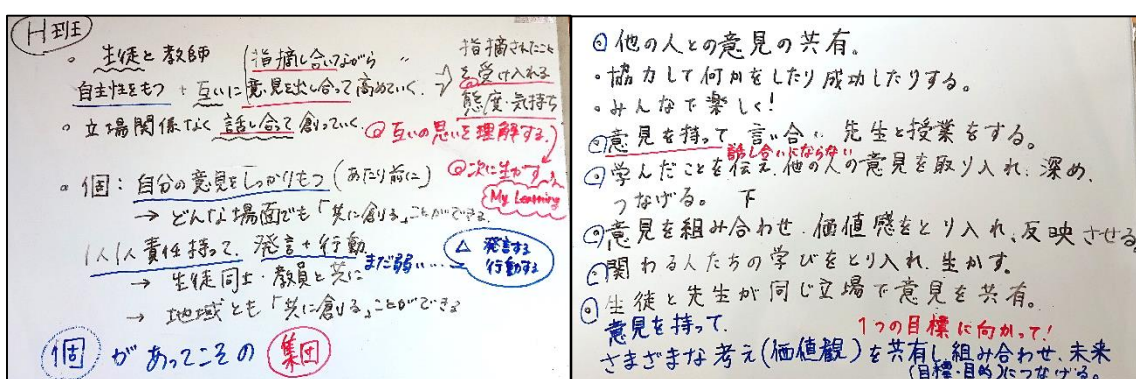 H班
。生徒と教師 (指摘し合いながら
自主性をもつ + 互いに意見を出し合って高めていく。⇒
指摘されたこと
を受け入れる
態度・気持ち
。立場関係なく 話し合って 創っていく。
◎互いの思いを理解する。
◎次に生かす
My Learning
。個:自分の意見をしっかりもつ(あたり前に)
→ どんな場面でも「共に創る」ことができる。
1人1人責任持って、発言+行動
まだ弱い…
△ 発言する
行動する
→ 生徒同士・教員と共に
→ 地域とも「共に創る」ことができる
個 があってこその 集団
◎他の人との意見の共有。
・協力して何かをしたり成功したりする。
・みんなで楽しく!
◎意見を持って 言い合い 先生と授業をする。
話し合いにならない
◎学んだことを伝え、他の人の意見を取り入れ、深め、
つなげる。 下
◎意見を組み合わせ、価値感をとり入れ、反映させる
◎関わる人たちの学びをとり入れ、生かす。
◎生徒と先生が同じ立場で意見を共有。
意見を持って、
1つの目標に向かって!
さまざまな考え(価値観)を共有し組み合わせ、未来
(目標・目的)につなげる。